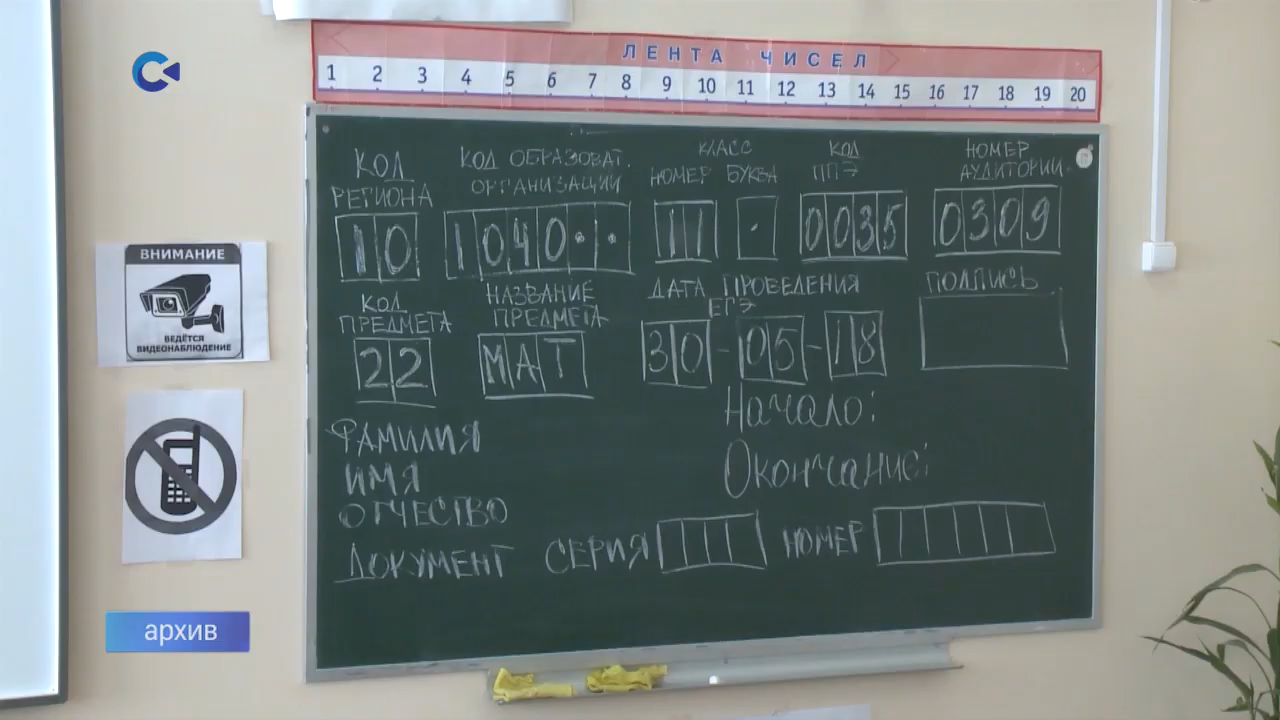 ЛЕНТА ЧИСЕЛ
1 2 3 4 5 6 7 8 9 10 11 12 13 14 15 16 17 18 19 20
КОД РЕГИОНА
10
КОД ОБРАЗОВАТ.
ОРГАНИЗАЦИИ
1040··
КЛАСС
НОМЕР БУКВА
11 ·
КОД
ППЭ
0035
НОМЕР
АУДИТОРИИ.
0309
КОД
ПРЕДМЕТА
22
НАЗВАНИЕ
ПРЕДМЕТА
МАТ
ДАТА ПРОВЕДЕНИЯ
ЕГЭ
30-05-18
ПОДПИСЬ
Начало:
Окончание:
ФАМИЛИЯ
ИМЯ
ОТЧЕСТВО
ДОКУМЕНТ СЕРИЯ НОМЕР
ВНИМАНИЕ
ВЕДЁТСЯ
ВИДЕОНАБЛЮДЕНИЕ
архив